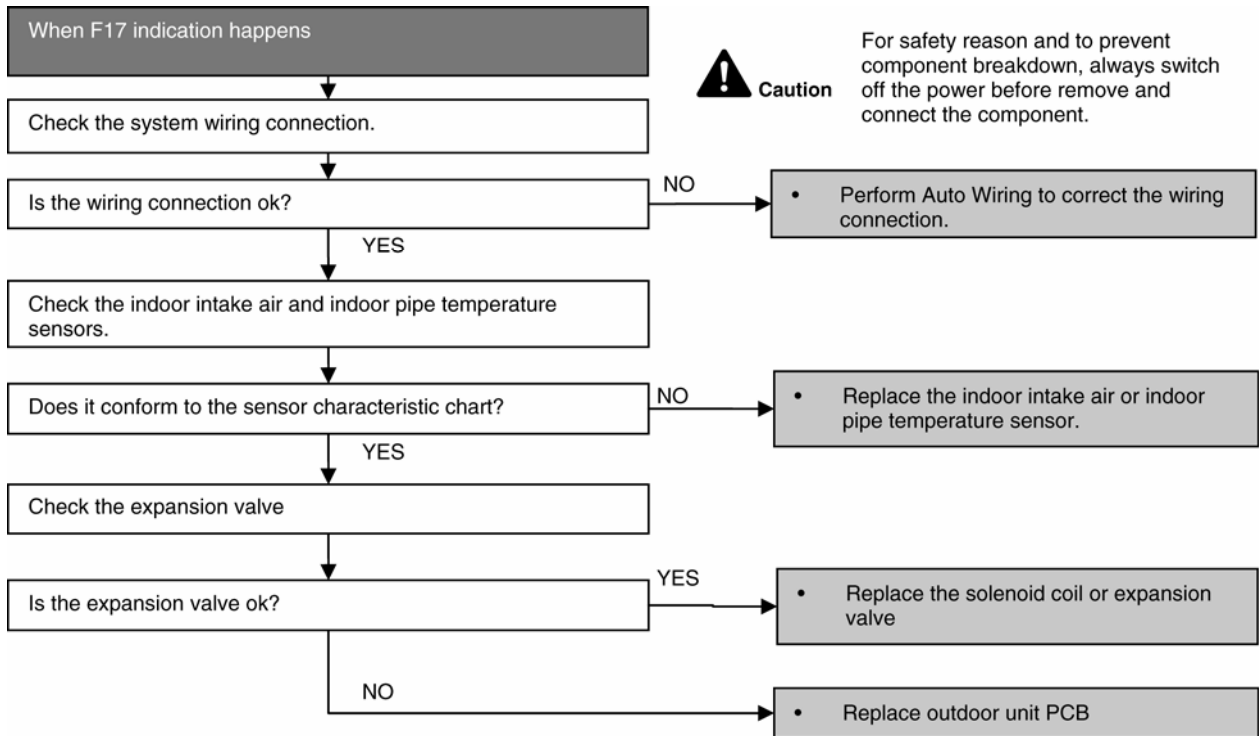 When F17 indication happens
For safety reason and to prevent
component breakdown, always switch
off the power before remove and
connect the component.
Caution
Check the system wiring connection.
Is the wiring connection ok?
NO
• Perform Auto Wiring to correct the wiring
connection.
YES
Check the indoor intake air and indoor pipe temperature
sensors.
Does it conform to the sensor characteristic chart?
NO
• Replace the indoor intake air or indoor
pipe temperature sensor.
YES
Check the expansion valve
Is the expansion valve ok?
YES
• Replace the solenoid coil or expansion
valve
NO
• Replace outdoor unit PCB